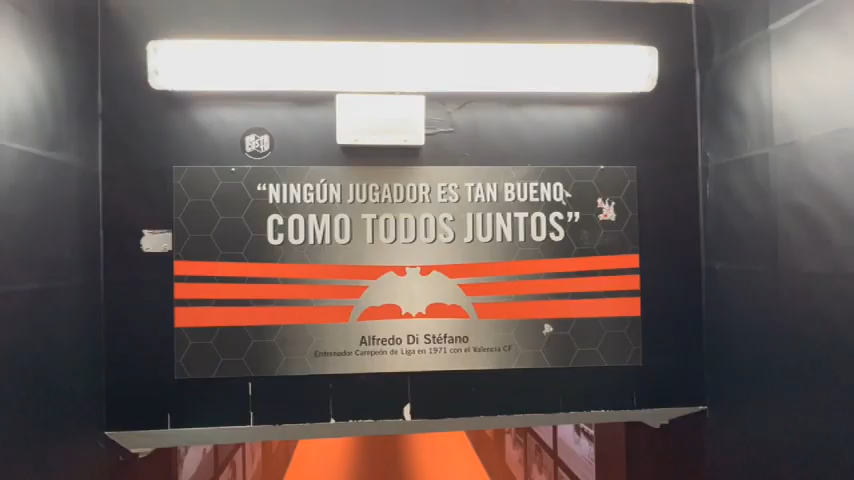 “NINGÚN JUGADOR ES TAN BUENO
COMO TODOS JUNTOS”
Alfredo Di Stéfano
Entrenador Campeón de Liga en 1971 con el Valencia CF